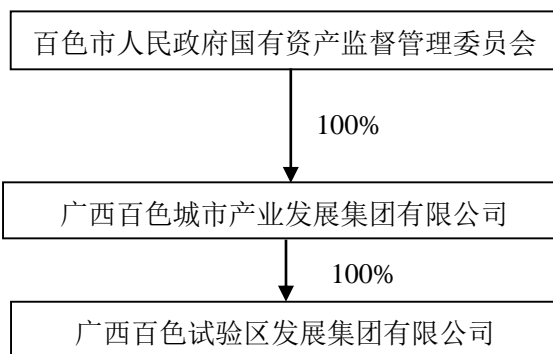 百色市人民政府国有资产监督管理委员会
100%
广西百色城市产业发展集团有限公司
100%
广西百色试验区发展集团有限公司